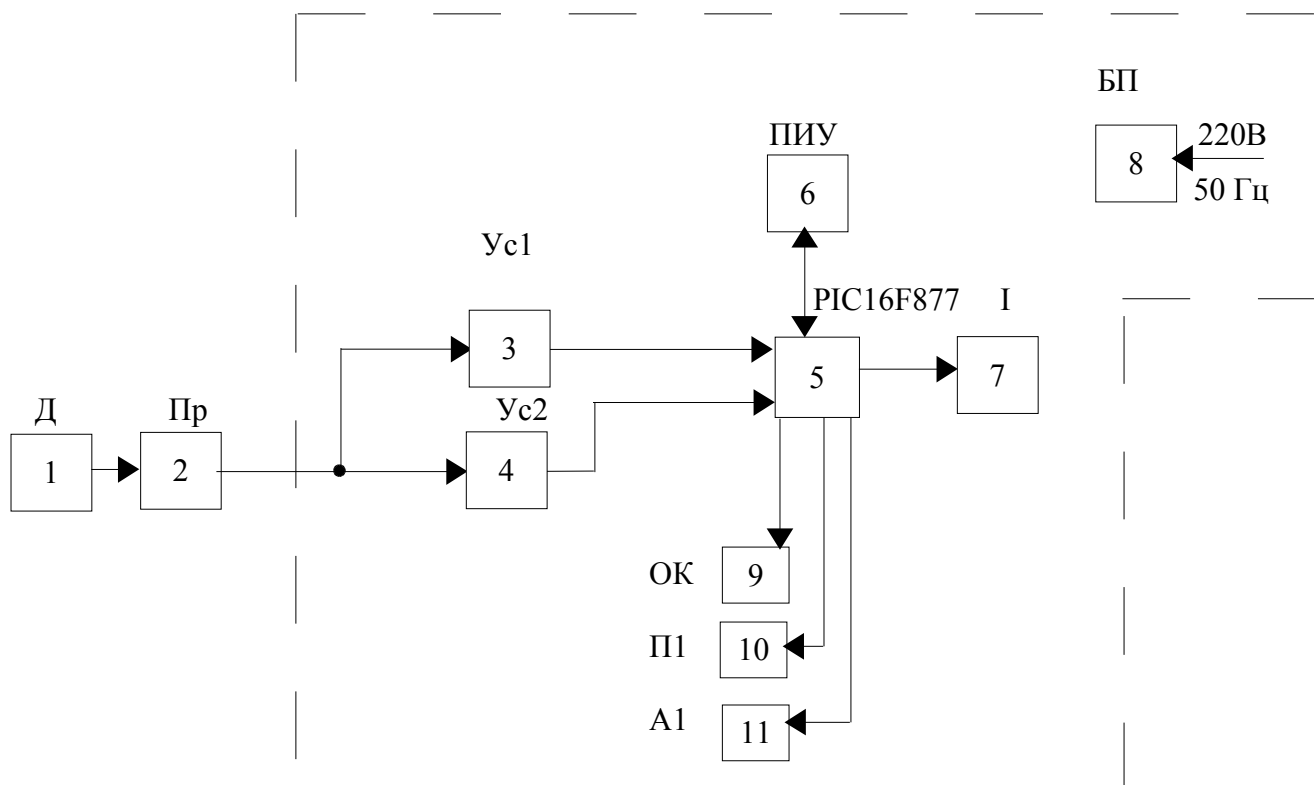 БП
220В
8
50 Гц
ПИУ
6
Ус1
PIC16F877 I
3
5
7
Д Пр Ус2
1 2 4
ОК 9
П1 10
А1 11